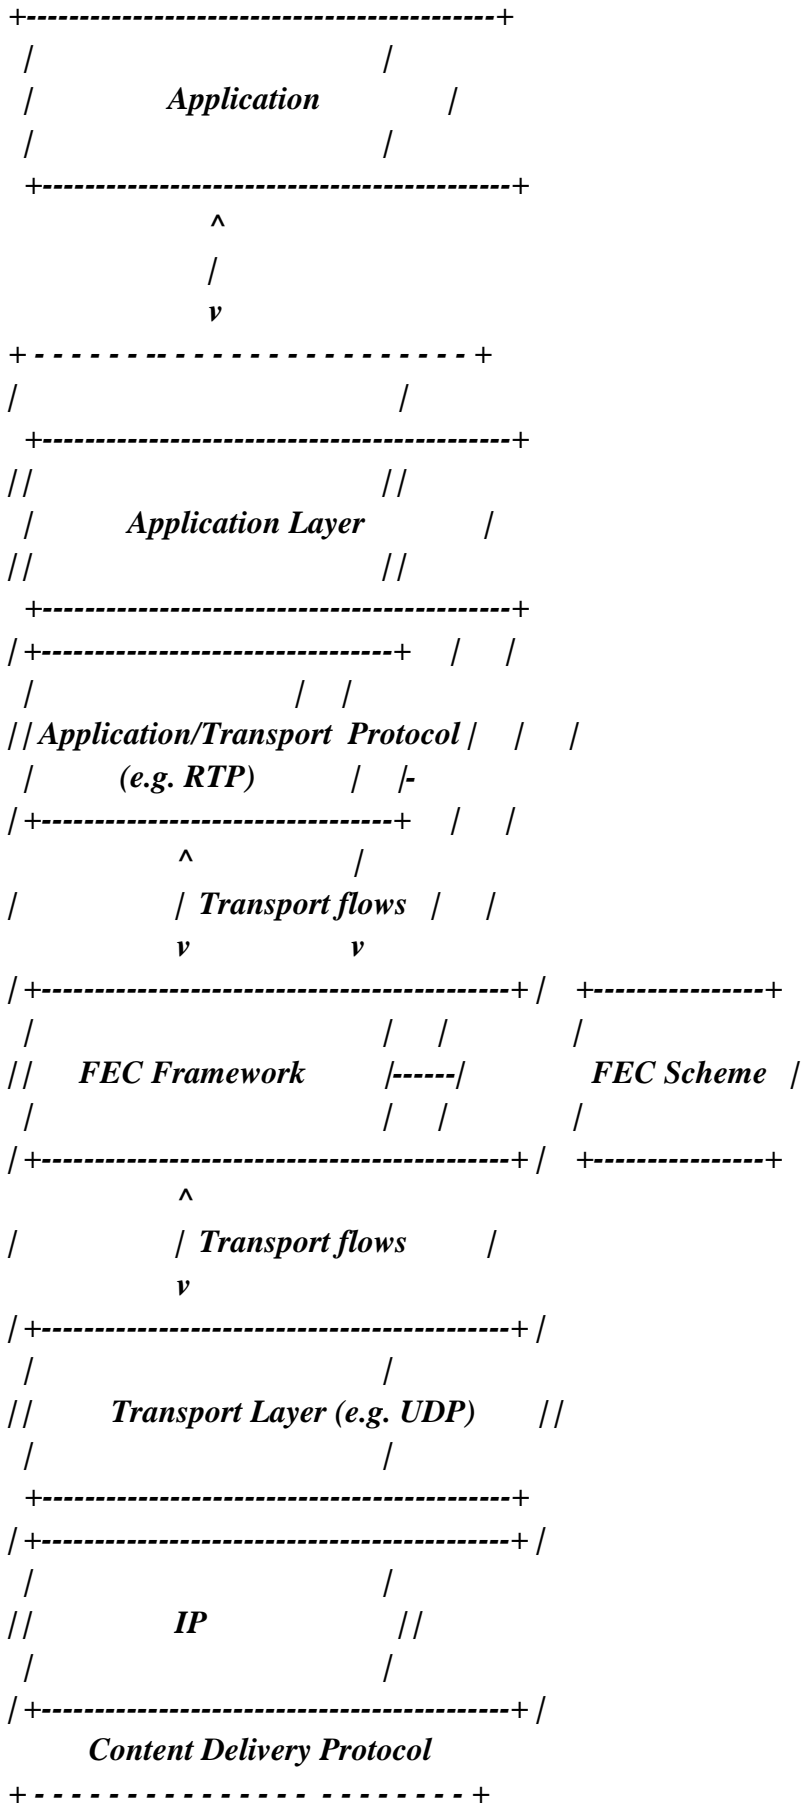 +-------------------------------------------+
| |
| Application |
| |
+-------------------------------------------+
^
|
v
+ - - - - - - -- - - - - - - - - - - - - - - - - +
| |
+-------------------------------------------+
| | | |
| Application Layer |
| | | |
+-------------------------------------------+
| +--------------------------------+ | |
| | |
| | Application/Transport Protocol | | |
| (e.g. RTP) | |-
| +--------------------------------+ | |
^ |
| | Transport flows | |
v v
| +-------------------------------------------+ | +----------------+
| | | |
| | FEC Framework |------| FEC Scheme |
| | | |
| +-------------------------------------------+ | +----------------+
^
| | Transport flows |
v
| +-------------------------------------------+ |
| |
| | Transport Layer (e.g. UDP) | |
| |
+-------------------------------------------+
| +-------------------------------------------+ |
| |
| | IP | |
| |
| +-------------------------------------------+ |
Content Delivery Protocol
+ - - - - - - - - - - - - - - - - - - - - - - - - +